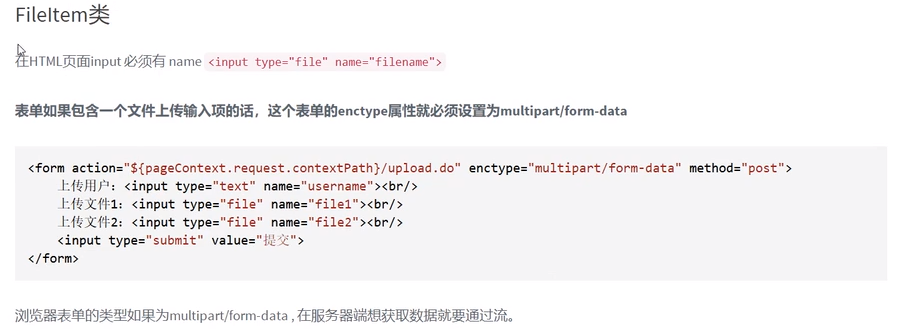 FileItem类
在HTML页面input 必须有 name <input type="file" name="filename">
表单如果包含一个文件上传输入项的话，这个表单的enctype属性就必须设置为multipart/form-data
<form action="${pageContext.request.contextPath}/upload.do" enctype="multipart/form-data" method="post">
上传用户：<input type="text" name="username"><br/>
上传文件1：<input type="file" name="file1"><br/>
上传文件2：<input type="file" name="file2"><br/>
<input type="submit" value="提交">
</form>
浏览器表单的类型如果为multipart/form-data , 在服务器端想获取数据就要通过流。